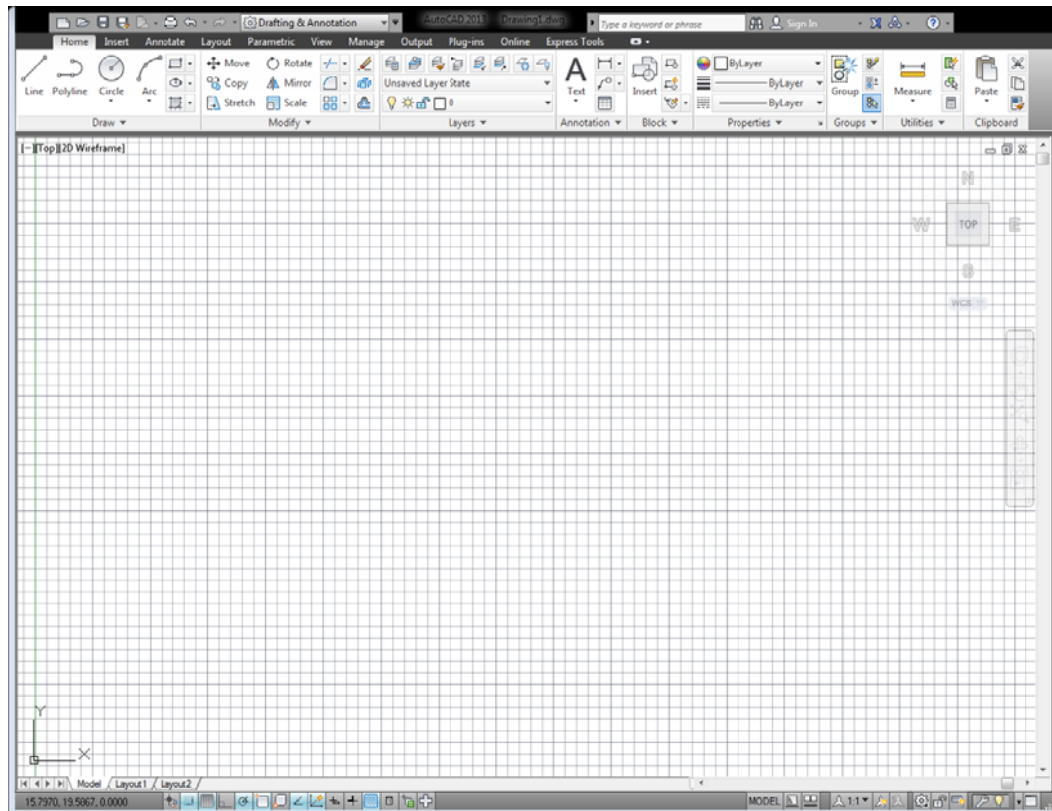 Drafting & Annotation AutoCAD 2013 Drawing1.dwg Type a keyword or phrase Sign In
Home Insert Annotate Layout Parametric View Manage Output Plug-ins Online Express Tools
Line Polyline Circle Arc
Move Rotate
Copy Mirror
Stretch Scale
Unsaved Layer State
0
A
Text
Insert
ByLayer
ByLayer
ByLayer
Group
Measure
Paste
Draw Modify Layers Annotation Block Properties Groups Utilities Clipboard
[-][Top][2D Wireframe]
N
W TOP E
S
WCS
Y
X
Model Layout1 Layout2
15.7970, 19.5867, 0.0000 MODEL 1:1